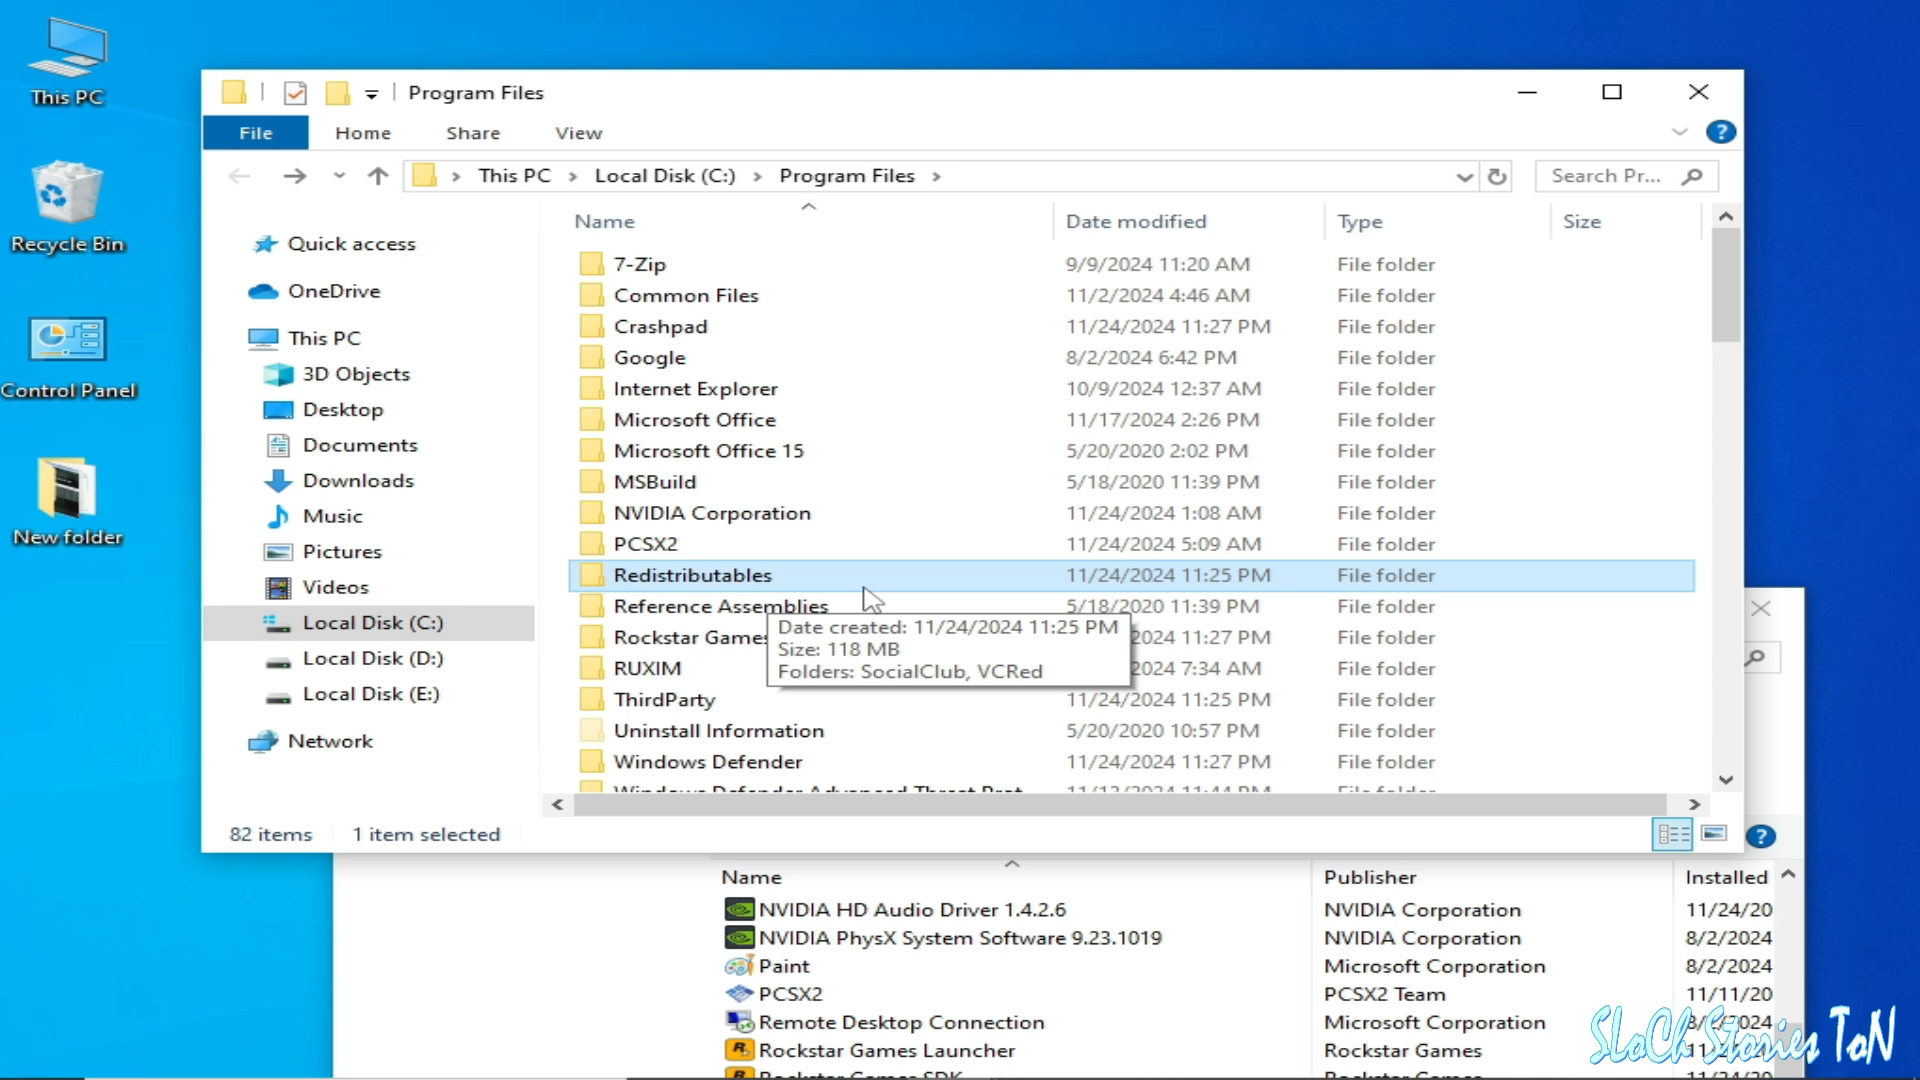 This PC
Recycle Bin
Control Panel
New folder
Program Files
File Home Share View
This PC Local Disk (C:) Program Files
Search Pr...
Quick access
OneDrive
This PC
3D Objects
Desktop
Documents
Downloads
Music
Pictures
Videos
Local Disk (C:)
Local Disk (D:)
Local Disk (E:)
Network
Name Date modified Type Size
7-Zip 9/9/2024 11:20 AM File folder
Common Files 11/2/2024 4:46 AM File folder
Crashpad 11/24/2024 11:27 PM File folder
Google 8/2/2024 6:42 PM File folder
Internet Explorer 10/9/2024 12:37 AM File folder
Microsoft Office 11/17/2024 2:26 PM File folder
Microsoft Office 15 5/20/2020 2:02 PM File folder
MSBuild 5/18/2020 11:39 PM File folder
NVIDIA Corporation 11/24/2024 1:08 AM File folder
PCSX2 11/24/2024 5:09 AM File folder
Redistributables 11/24/2024 11:25 PM File folder
Reference Assemblies 5/18/2020 11:39 PM File folder
Rockstar Games 2024 11:27 PM File folder
RUXIM 2024 7:34 AM File folder
ThirdParty 11/24/2024 11:25 PM File folder
Uninstall Information 5/20/2020 10:57 PM File folder
Windows Defender 11/24/2024 11:27 PM File folder
Windows Defender Advanced Threat Prot 11/13/2024 11:44 PM File folder
Date created: 11/24/2024 11:25 PM
Size: 118 MB
Folders: SocialClub, VCRed
82 items 1 item selected
Name Publisher Installed
NVIDIA HD Audio Driver 1.4.2.6 NVIDIA Corporation 11/24/20
NVIDIA PhysX System Software 9.23.1019 NVIDIA Corporation 8/2/2024
Paint Microsoft Corporation 8/2/2024
PCSX2 PCSX2 Team 11/11/20
Remote Desktop Connection Microsoft Corporation 8/2/2024
Rockstar Games Launcher Rockstar Games
Rockstar Games SDK Rockstar Games
SLoCh Stories ToN